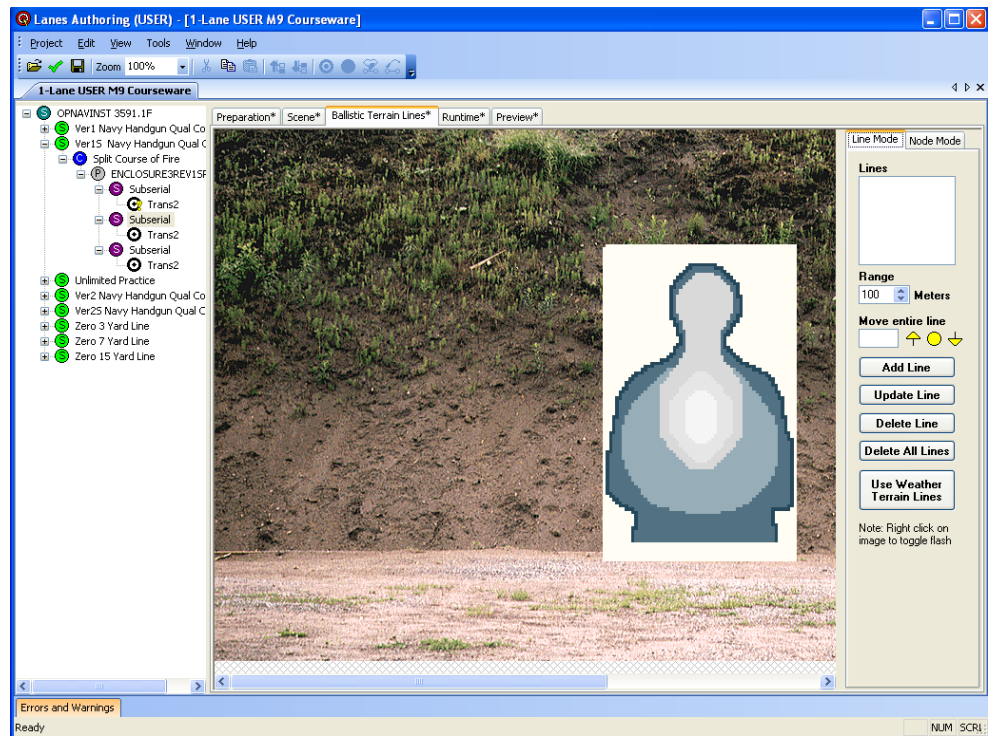 Lanes Authoring (USER) - [1-Lane USER M9 Courseware]
Project Edit View Tools Window Help
Zoom 100%
1-Lane USER M9 Courseware
OPNAVINST 3591.1F
Ver1 Navy Handgun Qual Co
Ver1S Navy Handgun Qual C
Split Course of Fire
ENCLOSURE3REV1SF
Subserial
Trans2
Subserial
Trans2
Subserial
Trans2
Unlimited Practice
Ver2 Navy Handgun Qual Co
Ver2S Navy Handgun Qual C
Zero 3 Yard Line
Zero 7 Yard Line
Zero 15 Yard Line
Preparation* Scene* Ballistic Terrain Lines* Runtime* Preview*
Line Mode Node Mode
Lines
Range
100 Meters
Move entire line
Add Line
Update Line
Delete Line
Delete All Lines
Use Weather
Terrain Lines
Note: Right click on
image to toggle flash
Errors and Warnings
Ready NUM SCRL